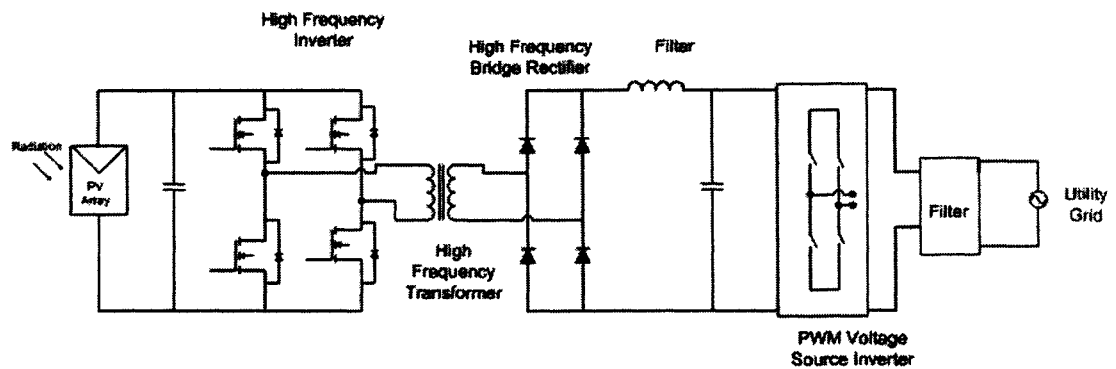 High Frequency
Inverter
High Frequency
Bridge Rectifier
Filter
Radiation
PV
Array
High
Frequency
Transformer
Filter
Utility
Grid
PWM Voltage
Source Inverter